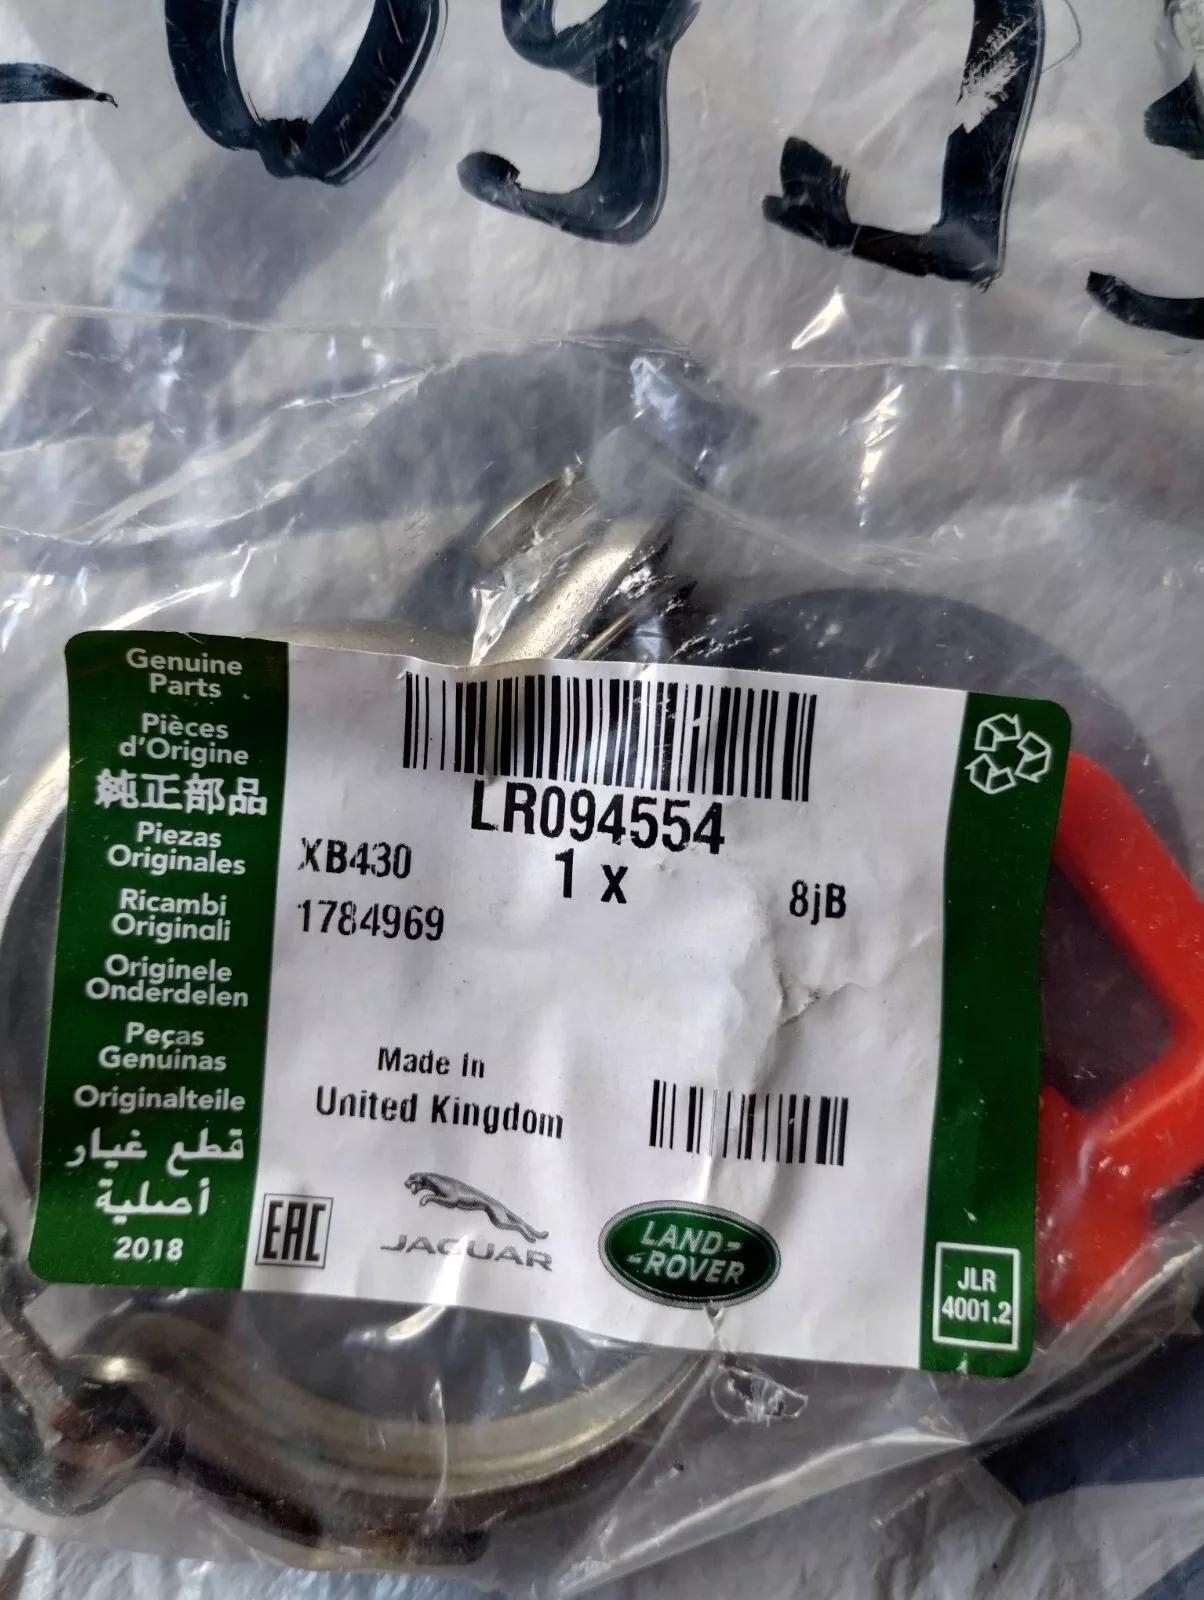 Genuine
Parts
Pièces
d'Origine
純正部品
Piezas
Originales
Ricambi
Originali
Originele
Onderdelen
Peças
Genuinas
Originalteile
قطع غيار
أصلية
2018
LR094554
1 x
XB430
8jB
1784969
Made In
United Kingdom
EAC
JAGUAR
LAND-
-ROVER
JLR
4001.2